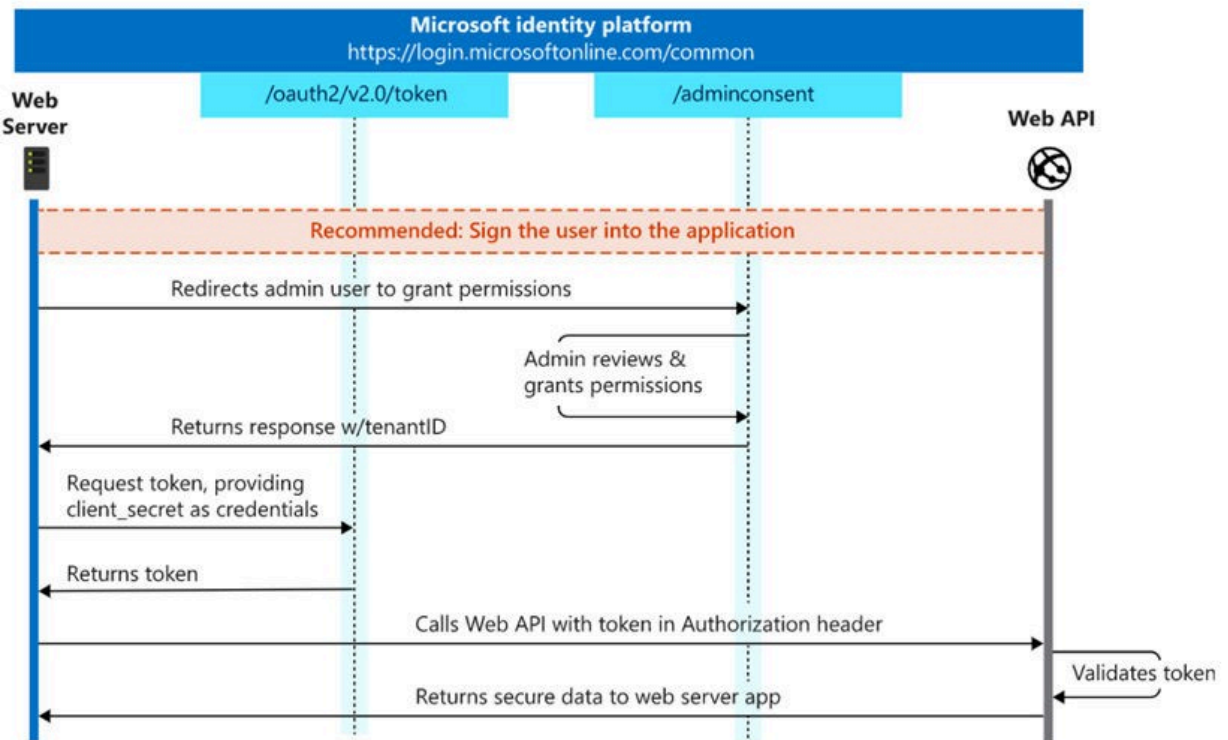 Microsoft identity platform
https://login.microsoftonline.com/common
/oauth2/v2.0/token
/adminconsent
Web
Server
Web API
Recommended: Sign the user into the application
Redirects admin user to grant permissions
Admin reviews &
grants permissions
Returns response w/tenantID
Request token, providing
client_secret as credentials
Returns token
Calls Web API with token in Authorization header
Validates token
Returns secure data to web server app